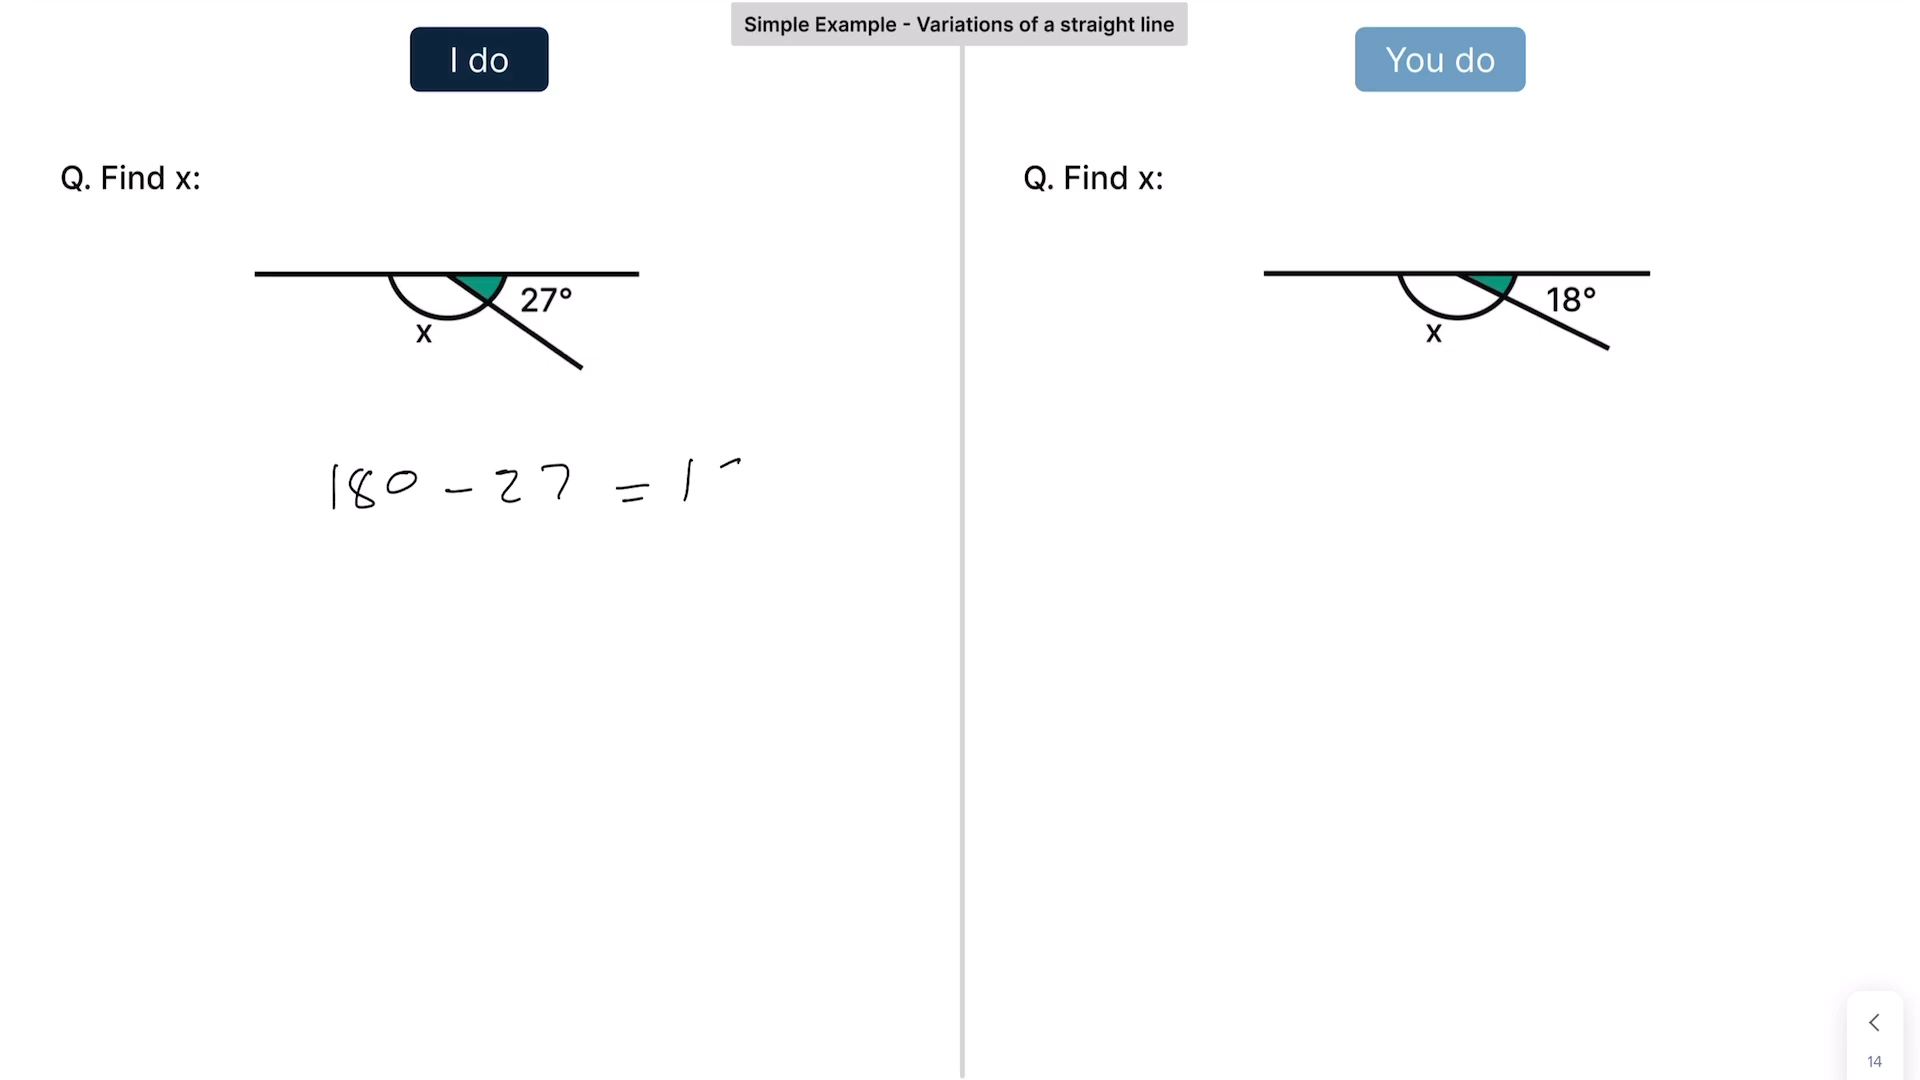 Simple Example - Variations of a straight line
I do
Q. Find x:
27°
x
180 - 27 = 1
You do
Q. Find x:
18°
x
14